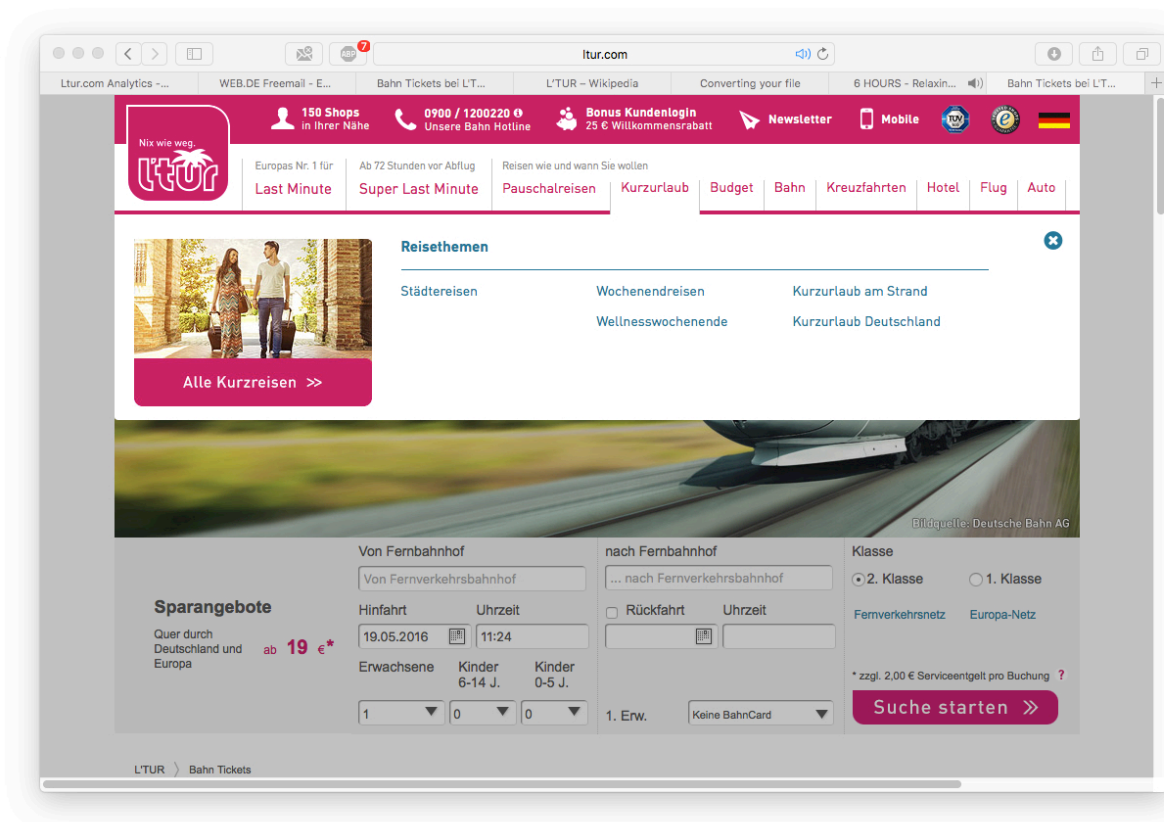 7
ltur.com
Ltur.com Analytics -...
WEB.DE Freemail - E...
Bahn Tickets bei L'T...
L'TUR – Wikipedia
Converting your file
6 HOURS - Relaxin...
Bahn Tickets bei L'T...
Nix wie weg.
L'TUR
150 Shops
in Ihrer Nähe
0900 / 1200220
Unsere Bahn Hotline
Bonus Kundenlogin
25 € Willkommensrabatt
Newsletter
Mobile
TÜV
Europas Nr. 1 für
Last Minute
Ab 72 Stunden vor Abflug
Super Last Minute
Reisen wie und wann Sie wollen
Pauschalreisen
Kurzurlaub
Budget
Bahn
Kreuzfahrten
Hotel
Flug
Auto
Reisethemen
Städtereisen
Wochenendreisen
Kurzurlaub am Strand
Wellnesswochenende
Kurzurlaub Deutschland
Alle Kurzreisen >>
Bildquelle: Deutsche Bahn AG
Sparangebote
Quer durch
Deutschland und
Europa
ab 19 €*
Von Fernbahnhof
Von Fernverkehrsbahnhof
Hinfahrt
Uhrzeit
19.05.2016
11:24
Erwachsene
Kinder
6-14 J.
Kinder
0-5 J.
1
0
0
nach Fernbahnhof
... nach Fernverkehrsbahnhof
Rückfahrt
Uhrzeit
1. Erw.
Keine BahnCard
Klasse
2. Klasse
1. Klasse
Fernverkehrsnetz
Europa-Netz
* zzgl. 2,00 € Serviceentgelt pro Buchung ?
Suche starten >>
L'TUR
Bahn Tickets